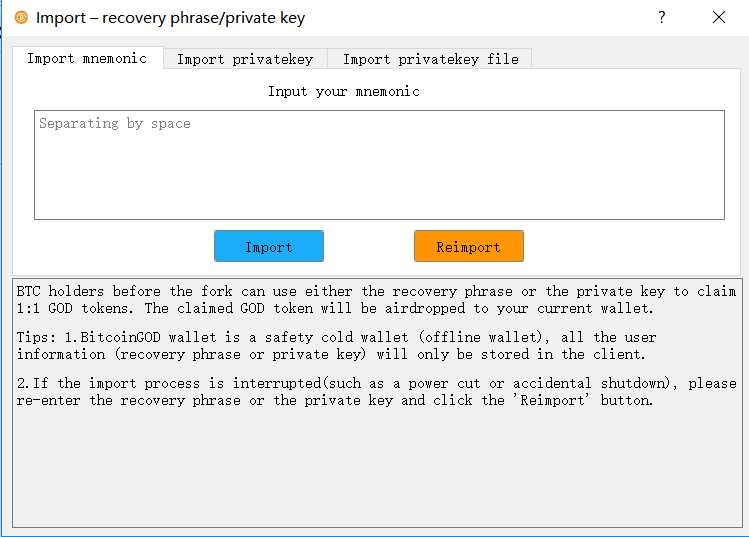 Import – recovery phrase/private key
Import mnemonic
Import privatekey
Import privatekey file
Input your mnemonic
Separating by space
Import
Reimport
BTC holders before the fork can use either the recovery phrase or the private key to claim
1:1 GOD tokens. The claimed GOD token will be airdropped to your current wallet.
Tips: 1.BitcoinGOD wallet is a safety cold wallet (offline wallet), all the user
information (recovery phrase or private key) will only be stored in the client.
2.If the import process is interrupted(such as a power cut or accidental shutdown), please
re-enter the recovery phrase or the private key and click the 'Reimport' button.